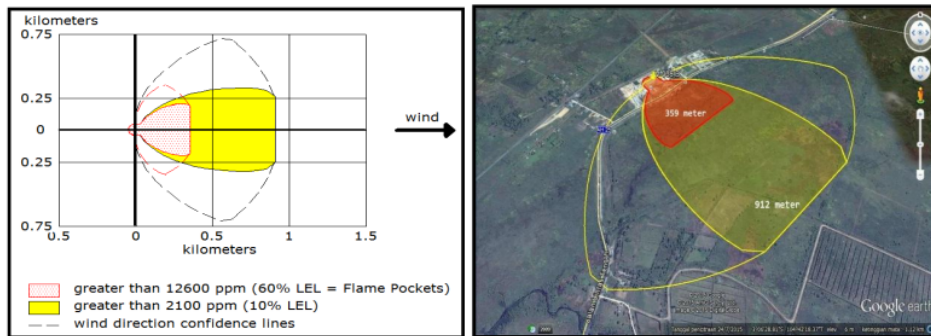 kilometers
0.75
0.25
0
0.25
0.75
0.5
0
0.5
1
1.5
kilometers
wind
greater than 12600 ppm (60% LEL = Flame Pockets)
greater than 2100 ppm (10% LEL)
wind direction confidence lines
359 meter
912 meter
Google earth